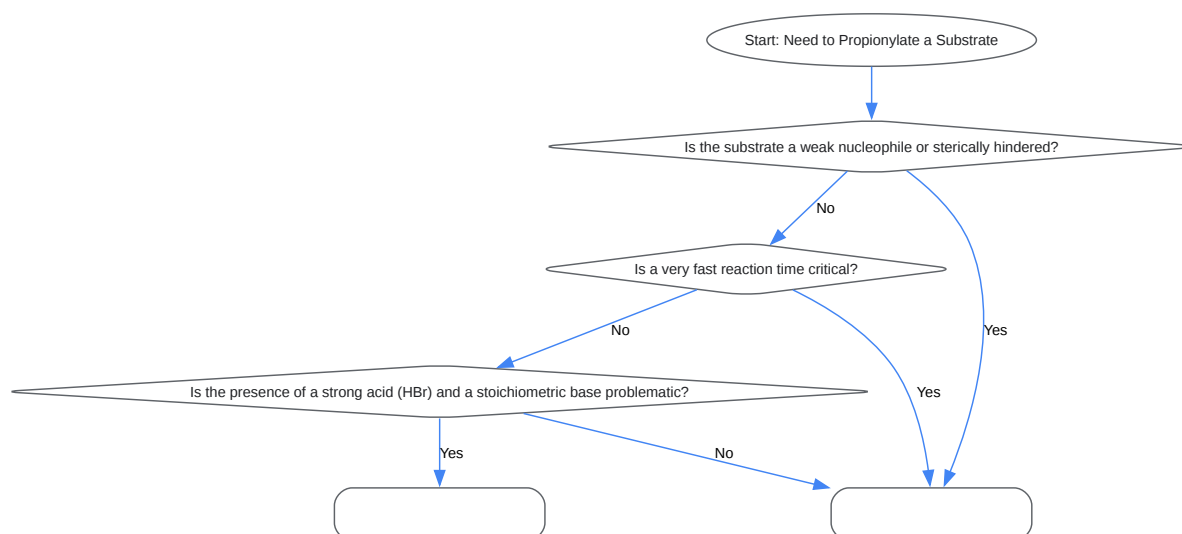 Start: Need to Propionylate a Substrate
Is the substrate a weak nucleophile or sterically hindered?
No
Is a very fast reaction time critical?
No
Yes
Yes
Is the presence of a strong acid (HBr) and a stoichiometric base problematic?
Yes
No